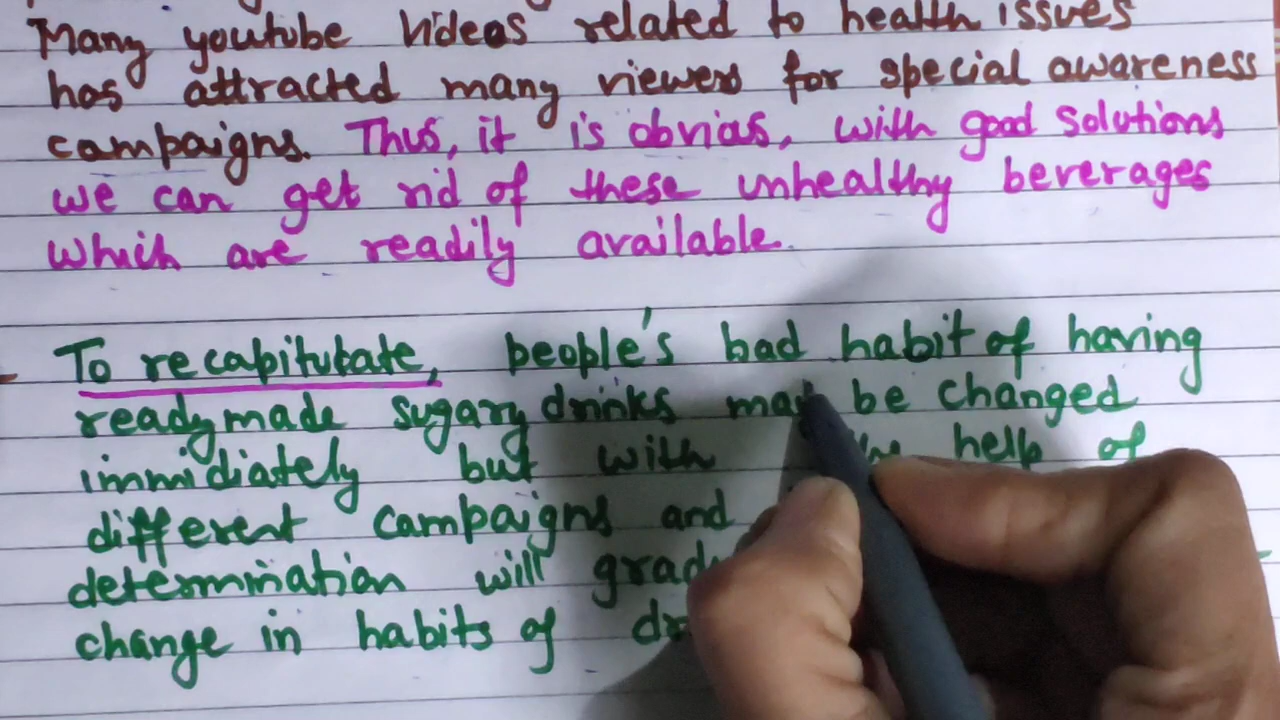 Many youtube videos related to health issues
has attracted many viewers for special awareness
campaigns. Thus, it is obvias, with good solutions
we can get rid of these unhealthy beverages
which are readily available.
To recapitutate, people's bad habit of having
readymade sugary drinks may be changed
immidiately but with help of
different campaigns and
determination will
change in habits of